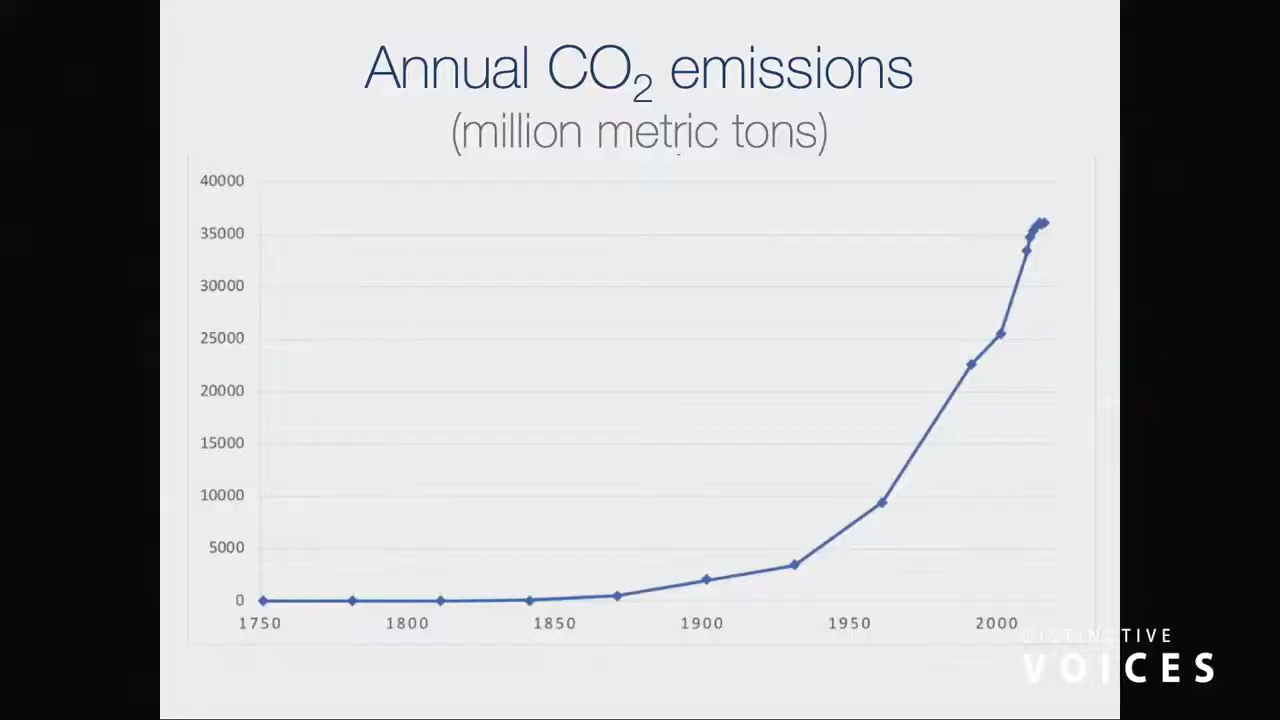 Annual CO₂ emissions
(million metric tons)
40000
35000
30000
25000
20000
15000
10000
5000
0
1750 1800 1850 1900 1950 2000
DISTINCTIVE
VOICES